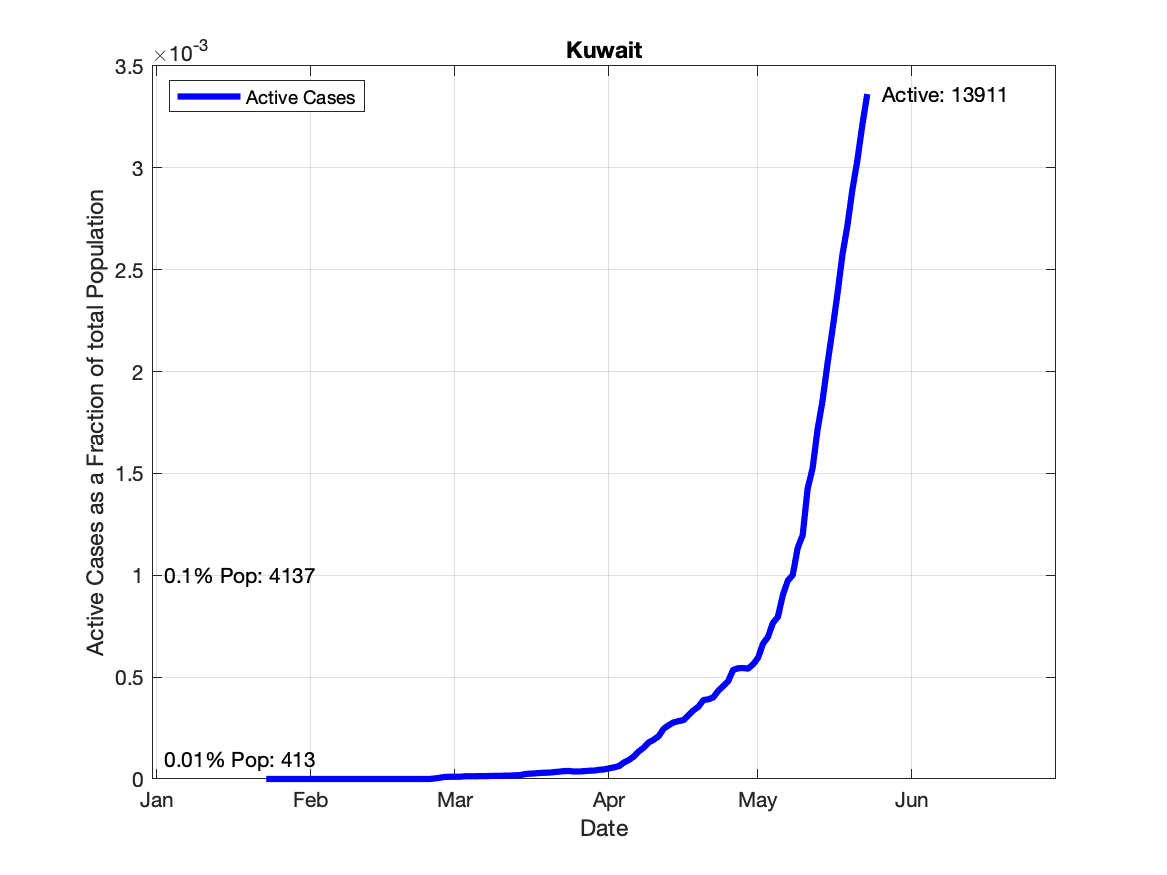 Kuwait
×10-3
Active Cases
Active: 13911
3.5
3
2.5
2
1.5
1
0.5
0
0.1% Pop: 4137
0.01% Pop: 413
Active Cases as a Fraction of total Population
Jan Feb Mar Apr May Jun
Date